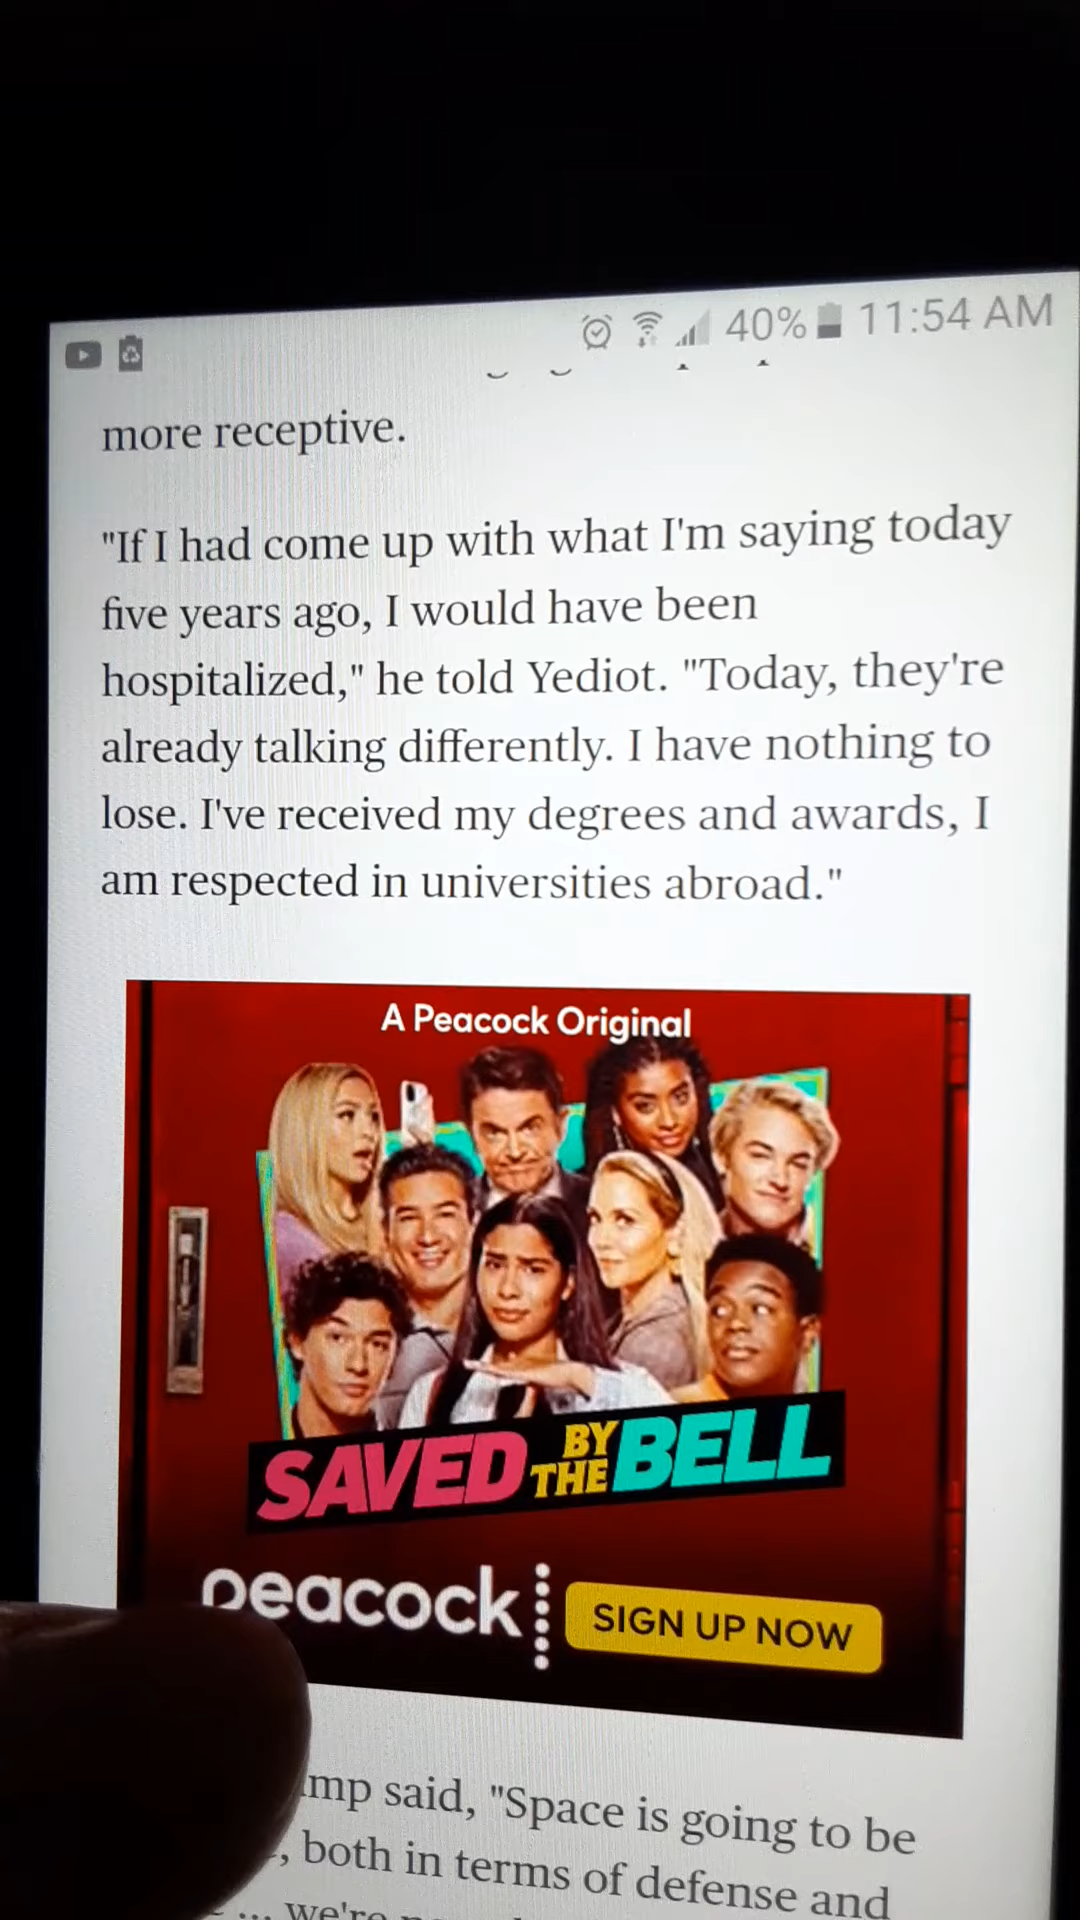 40% 11:54 AM
more receptive.
"If I had come up with what I'm saying today
five years ago, I would have been
hospitalized," he told Yediot. "Today, they're
already talking differently. I have nothing to
lose. I've received my degrees and awards, I
am respected in universities abroad."
A Peacock Original
SAVED BY THE BELL
peacock
SIGN UP NOW
said, "Space is going to be
, both in terms of defense and
... we're